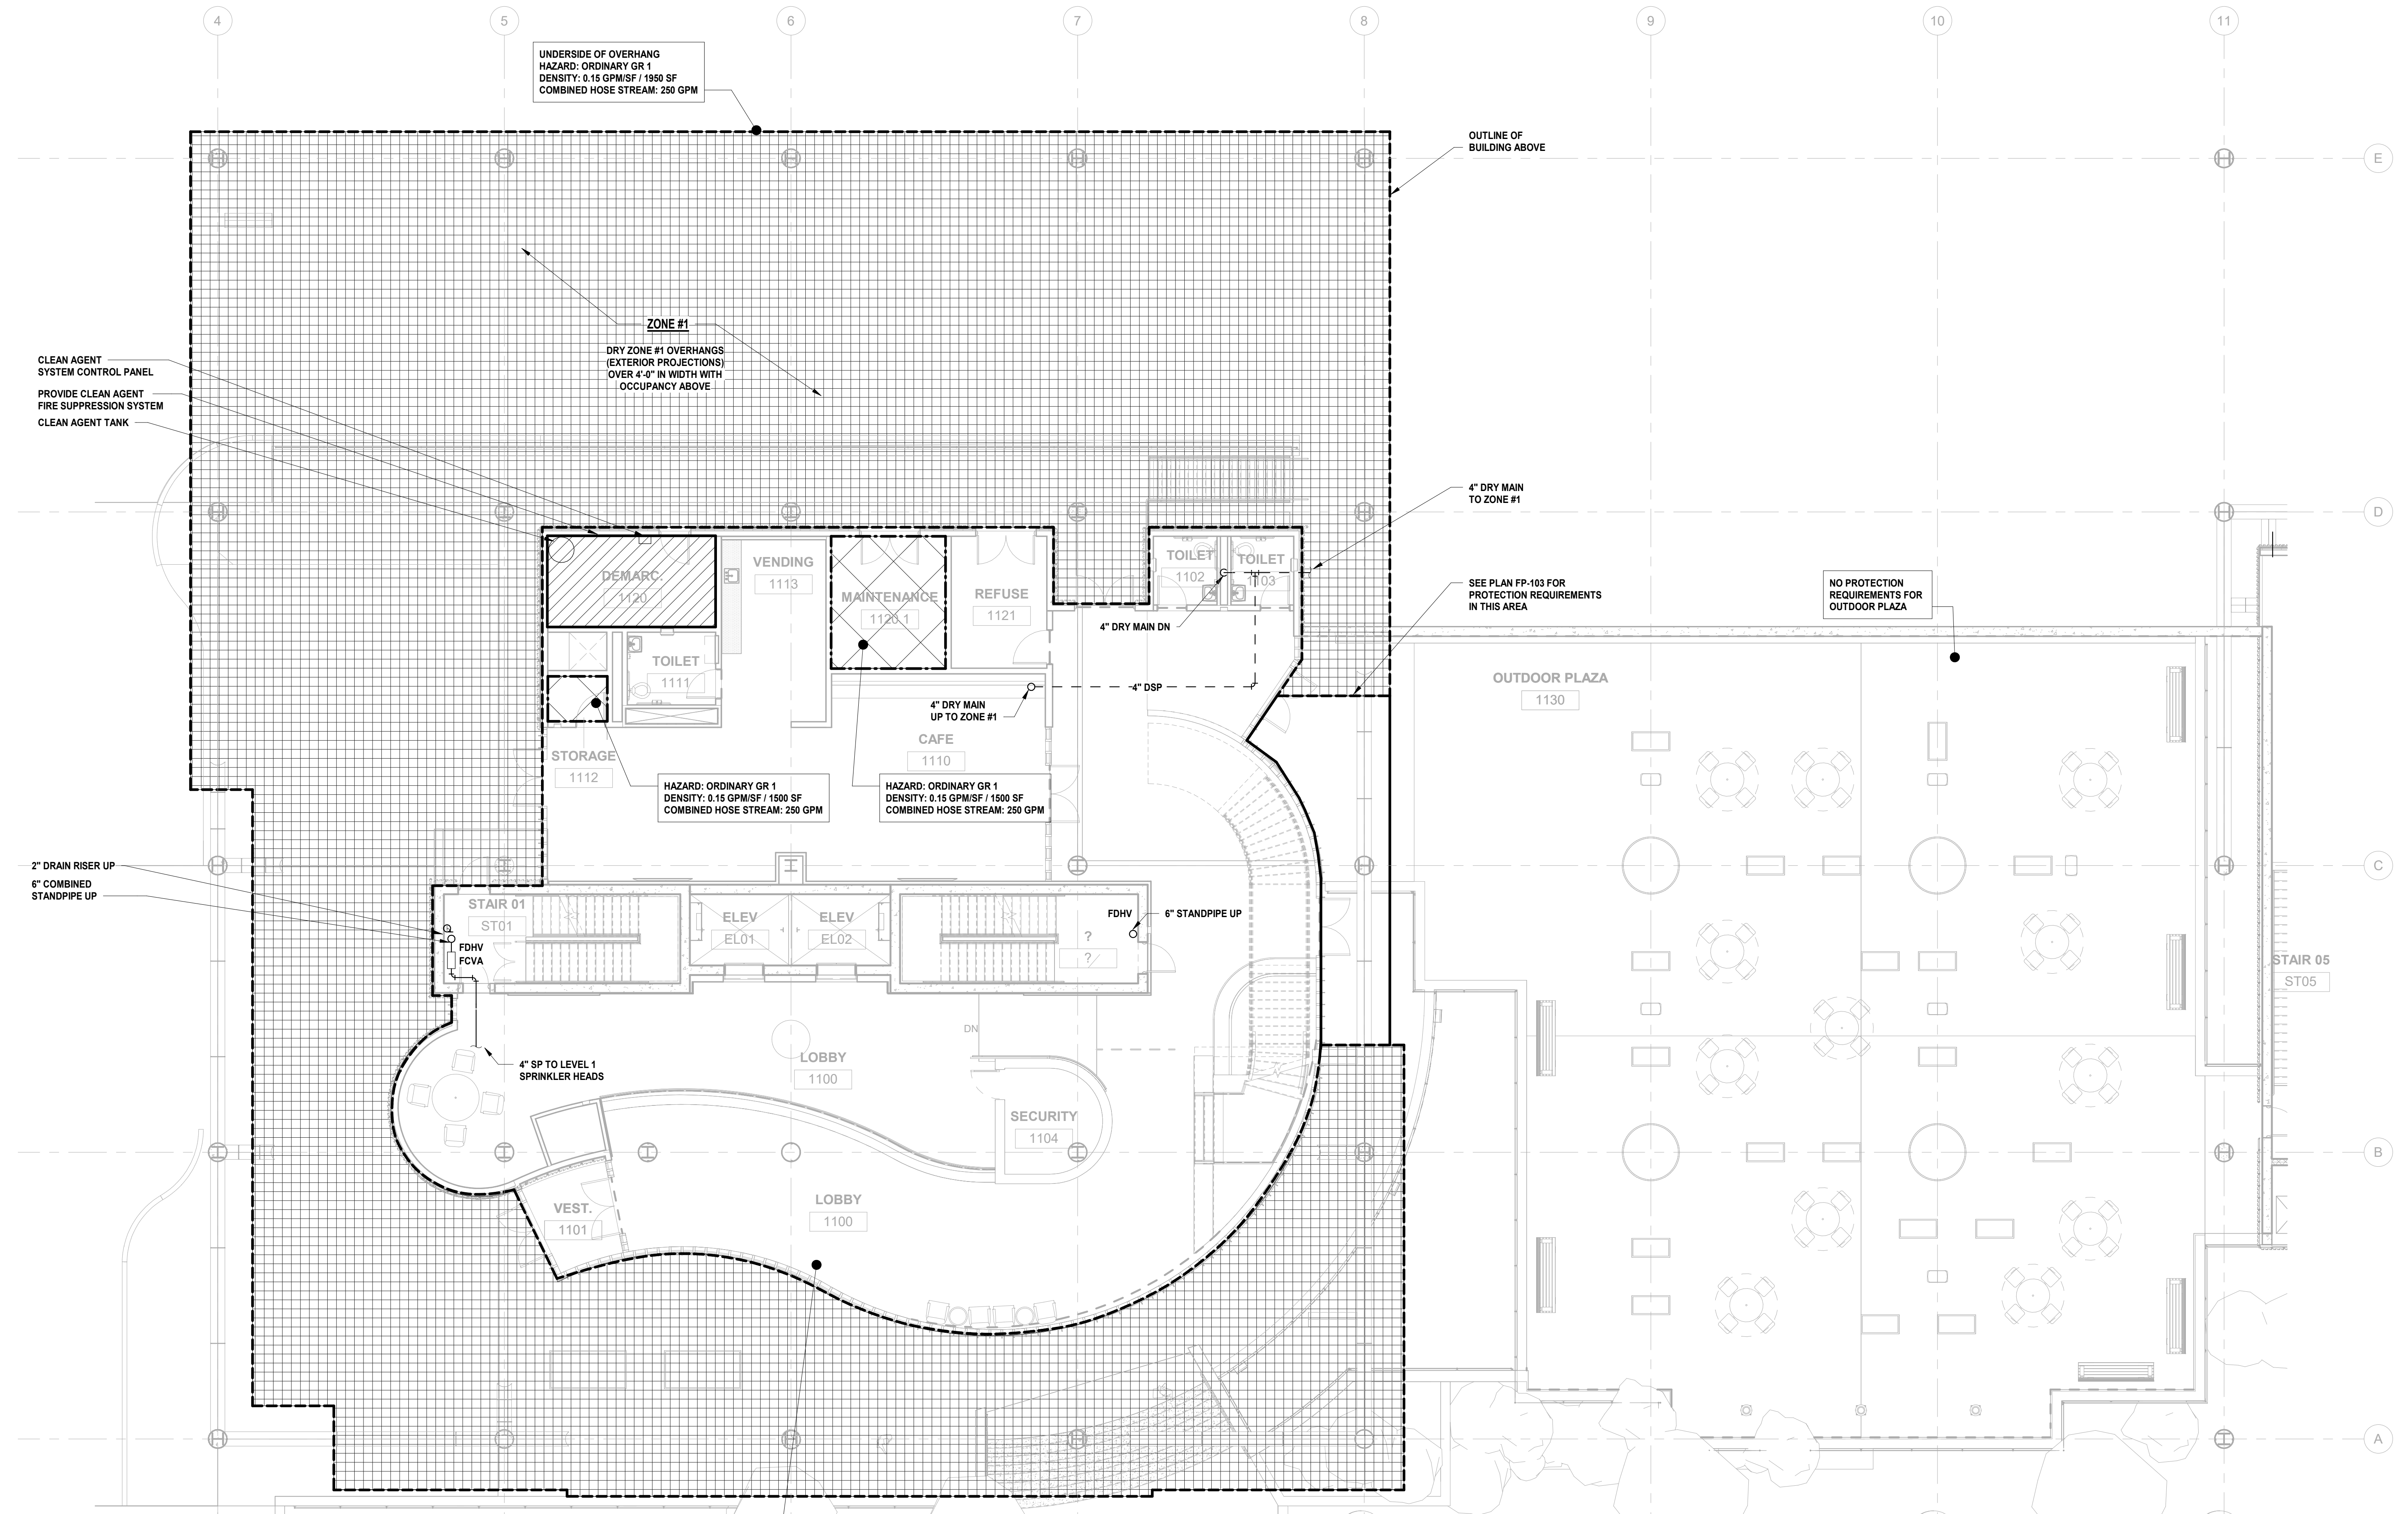 4
5
6
7
8
9
10
11
UNDERSIDE OF OVERHANG
HAZARD: ORDINARY GR 1
DENSITY: 0.15 GPM/SF / 1950 SF
COMBINED HOSE STREAM: 250 GPM
OUTLINE OF
BUILDING ABOVE
E
ZONE #1
DRY ZONE #1 OVERHANGS
(EXTERIOR PROJECTIONS)
OVER 4'-0" IN WIDTH WITH
OCCUPANCY ABOVE
CLEAN AGENT
SYSTEM CONTROL PANEL
PROVIDE CLEAN AGENT
FIRE SUPPRESSION SYSTEM
CLEAN AGENT TANK
4" DRY MAIN
TO ZONE #1
D
DEMARC.
1120
VENDING
1113
MAINTENANCE
1120.1
REFUSE
1121
TOILET
1102
TOILET
1103
SEE PLAN FP-103 FOR
PROTECTION REQUIREMENTS
IN THIS AREA
NO PROTECTION
REQUIREMENTS FOR
OUTDOOR PLAZA
4" DRY MAIN DN
TOILET
1111
4" DSP
OUTDOOR PLAZA
1130
4" DRY MAIN
UP TO ZONE #1
CAFE
1110
STORAGE
1112
HAZARD: ORDINARY GR 1
DENSITY: 0.15 GPM/SF / 1500 SF
COMBINED HOSE STREAM: 250 GPM
HAZARD: ORDINARY GR 1
DENSITY: 0.15 GPM/SF / 1500 SF
COMBINED HOSE STREAM: 250 GPM
2" DRAIN RISER UP
6" COMBINED
STANDPIPE UP
C
STAIR 01
ST01
FDHV
FCVA
ELEV
EL01
ELEV
EL02
FDHV
6" STANDPIPE UP
?
?
STAIR 05
ST05
DN
4" SP TO LEVEL 1
SPRINKLER HEADS
LOBBY
1100
SECURITY
1104
B
VEST.
1101
LOBBY
1100
A